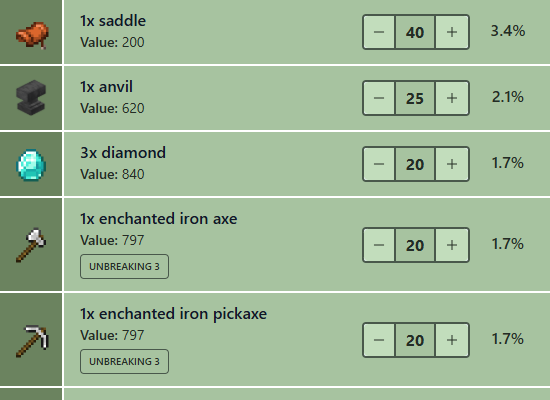 1x saddle
Value: 200
− 40 +
3.4%
1x anvil
Value: 620
− 25 +
2.1%
3x diamond
Value: 840
− 20 +
1.7%
1x enchanted iron axe
Value: 797
UNBREAKING 3
− 20 +
1.7%
1x enchanted iron pickaxe
Value: 797
UNBREAKING 3
− 20 +
1.7%